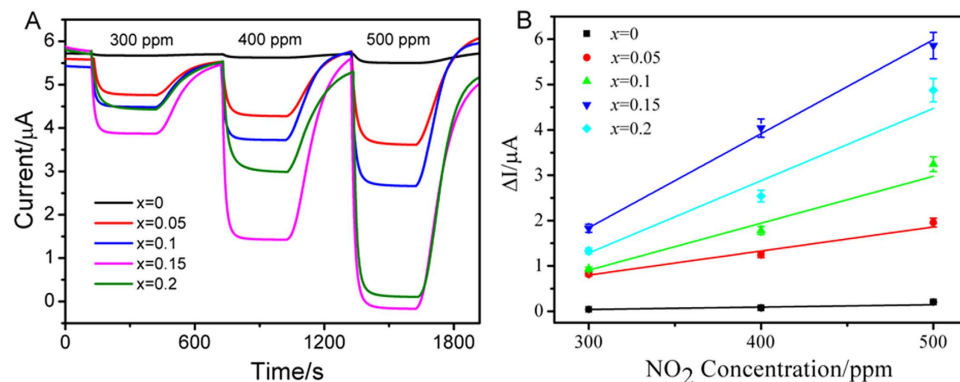 A
300 ppm 400 ppm 500 ppm
Current/μA
6
5
4
3
2
1
0
x=0
x=0.05
x=0.1
x=0.15
x=0.2
0 600 1200 1800
Time/s
B
ΔI/μA
6
5
4
3
2
1
0
x=0
x=0.05
x=0.1
x=0.15
x=0.2
300 400 500
NO2 Concentration/ppm